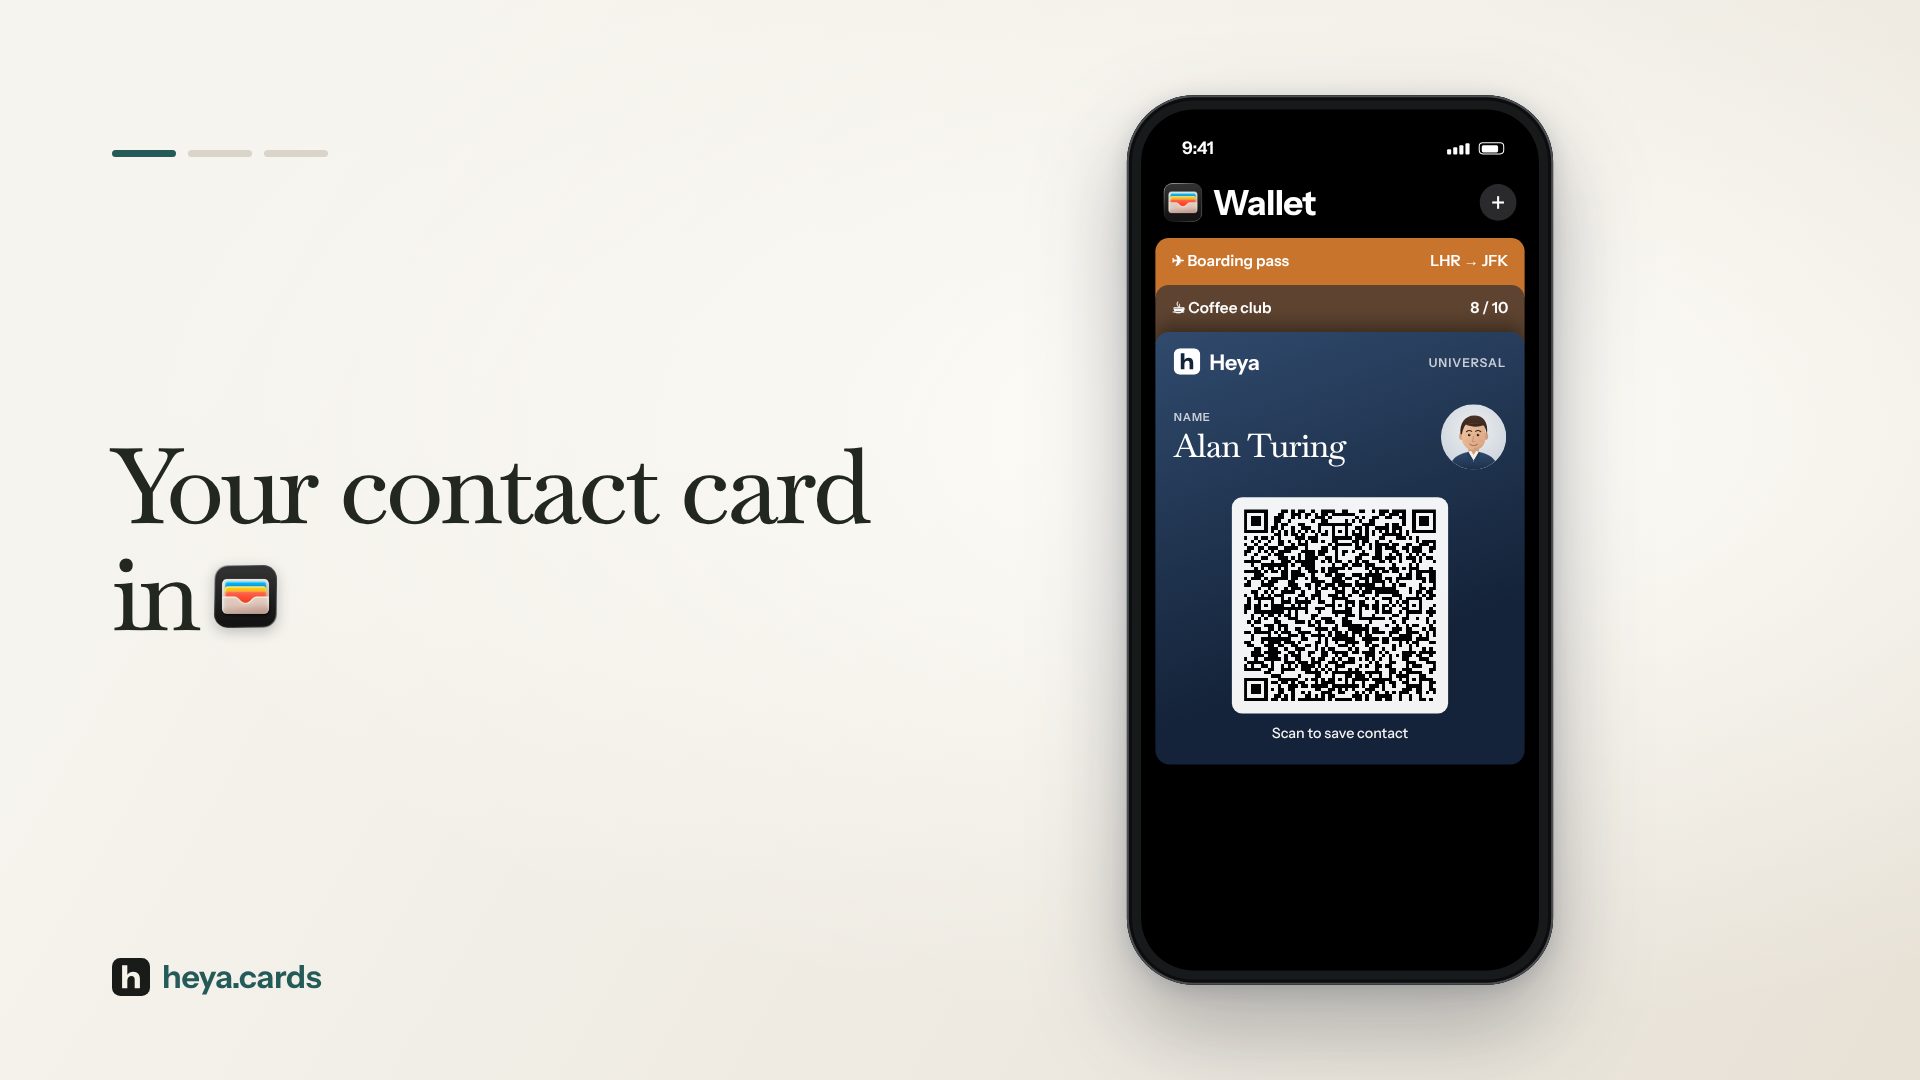 Your contact card
in
h heya.cards
9:41
Wallet
+
✈ Boarding pass LHR → JFK
☕ Coffee club 8 / 10
h Heya UNIVERSAL
NAME
Alan Turing
Scan to save contact